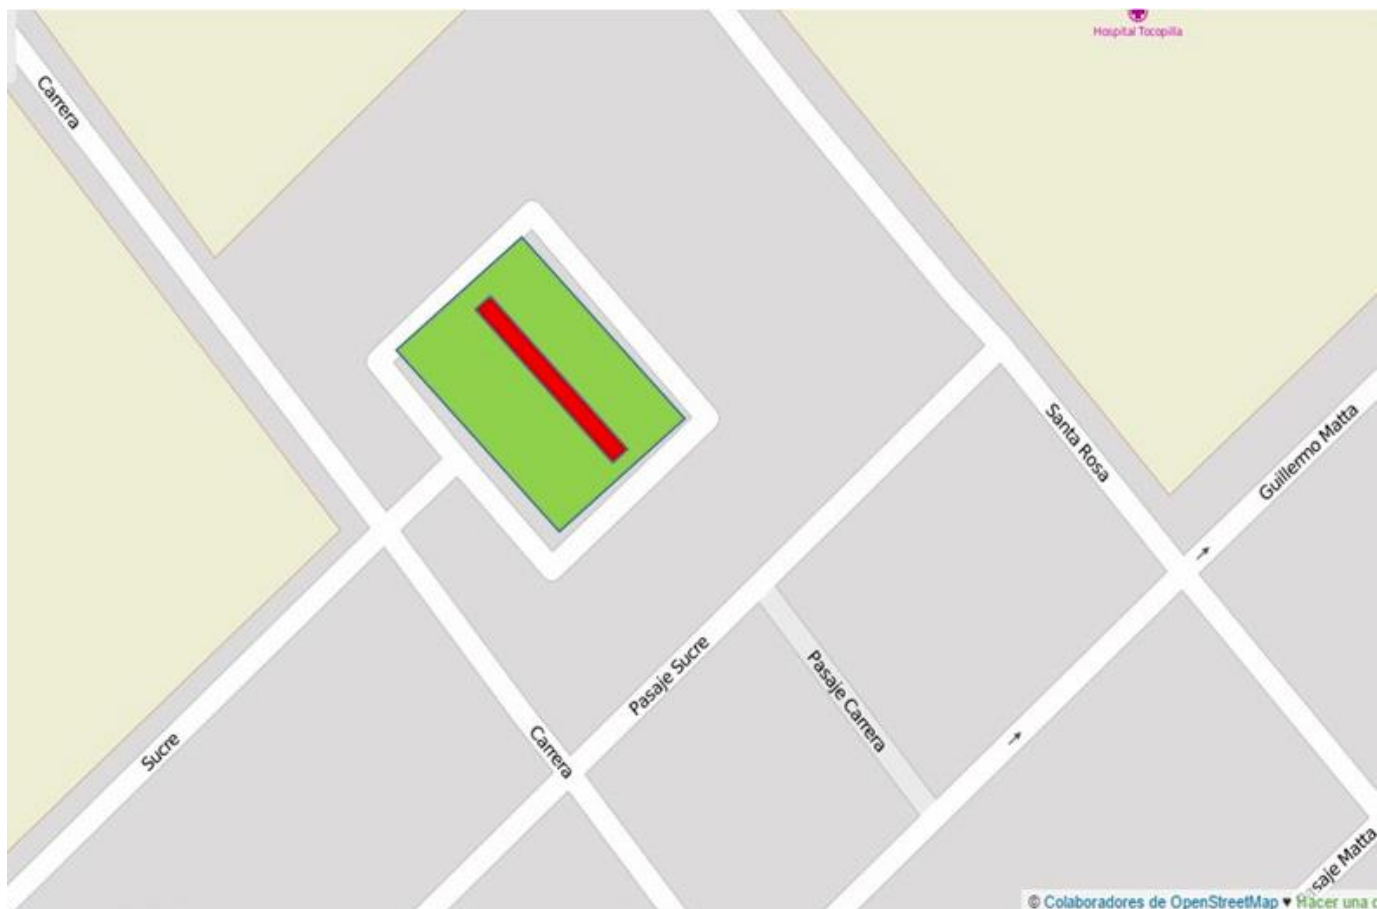 Hospital Tocopilla
Carrera
Santa Rosa
Guillermo Matta
Pasaje Sucre
Pasaje Carrera
Sucre
Carrera
saje Matta
© Colaboradores de OpenStreetMap ♥ Hacer una d